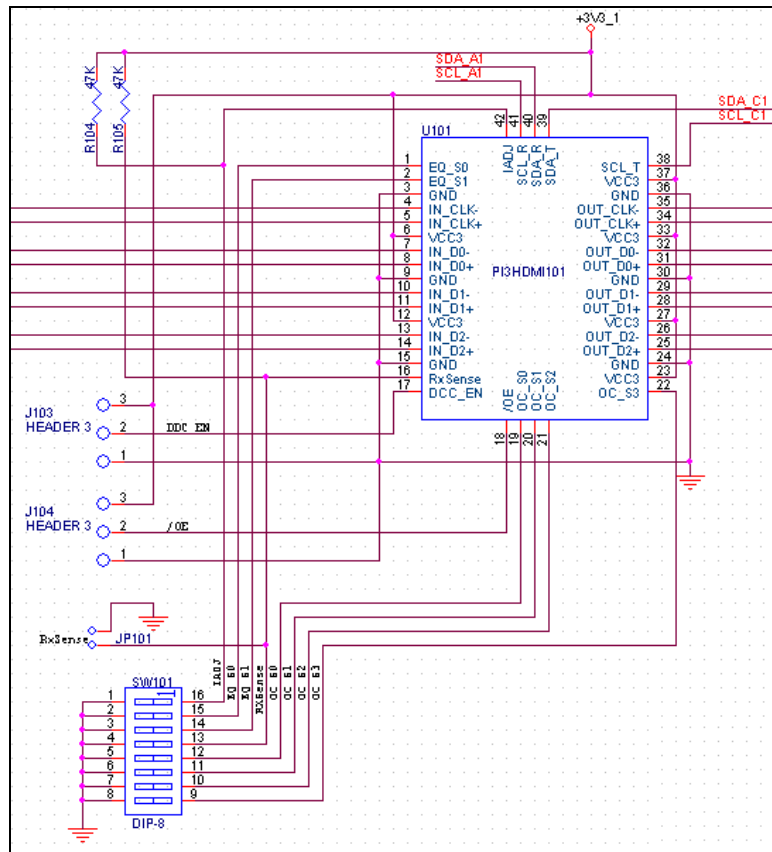 +3V3_1
SDA_A1
SCL_A1
SDA_C1
SCL_C1
47K
47K
R104
R105
U101
42
41
40
39
IADJ
SCL_R
SDA_R
SDA_T
1 EQ_S0
2 EQ_S1
3 GND
4 IN_CLK-
5 IN_CLK+
6 VCC3
7 IN_D0-
8 IN_D0+
9 GND
10 IN_D1-
11 IN_D1+
12 VCC3
13 IN_D2-
14 IN_D2+
15 GND
16 RxSense
17 DCC_EN
PI3HDMI101
SCL_T 38
VCC3 37
GND 36
OUT_CLK- 35
OUT_CLK+ 34
VCC3 33
OUT_D0- 32
OUT_D0+ 31
GND 30
OUT_D1- 29
OUT_D1+ 28
VCC3 27
OUT_D2- 26
OUT_D2+ 25
GND 24
VCC3 23
OC_S3 22
/OE
OC_S0
OC_S1
OC_S2
18
19
20
21
J103
HEADER 3
3
2 DDC EN
1
J104
HEADER 3
3
2 /OE
1
RxSense
JP101
IADJ
EQ S0
EQ S1
RXSense
OC S0
OC S1
OC S2
OC S3
SW101
1 16
2 15
3 14
4 13
5 12
6 11
7 10
8 9
1
DIP-8